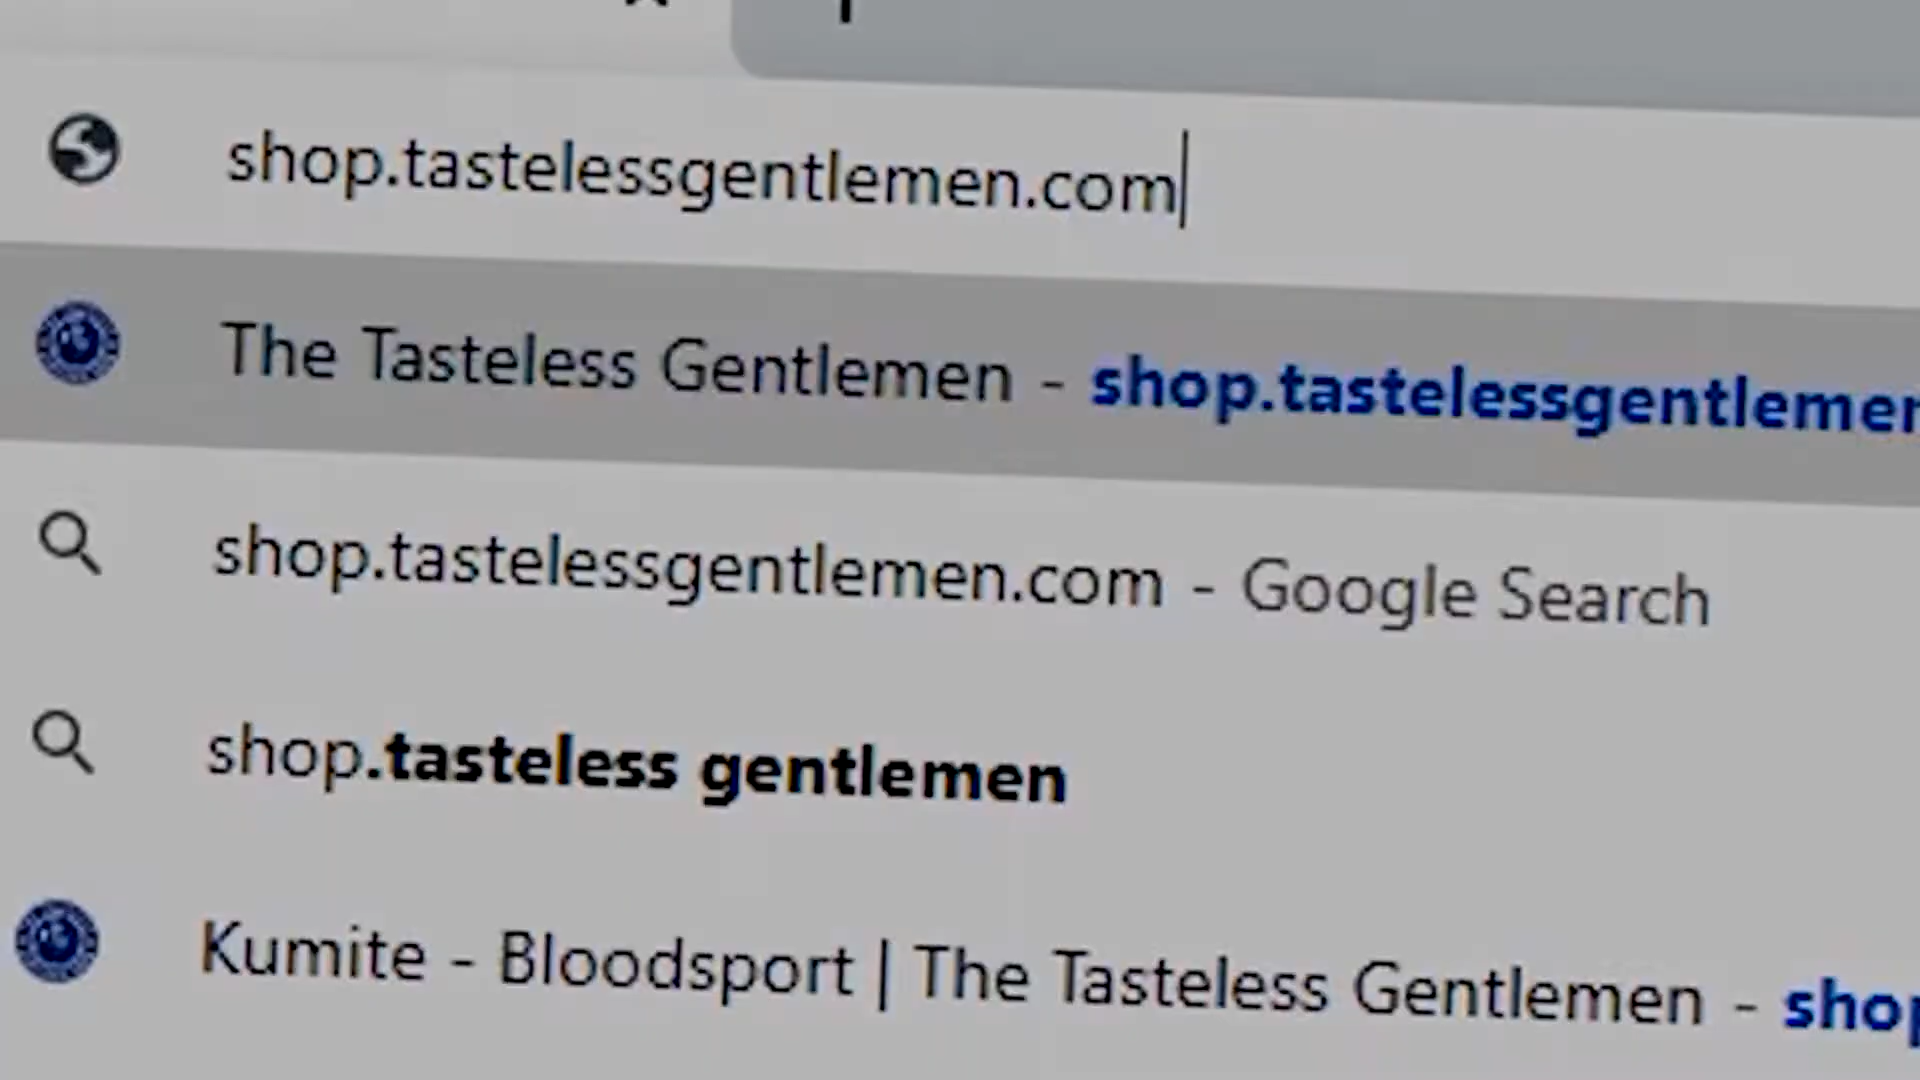 shop.tastelessgentlemen.com
The Tasteless Gentlemen - shop.tastelessgentlemen
shop.tastelessgentlemen.com - Google Search
shop.tasteless gentlemen
Kumite - Bloodsport | The Tasteless Gentlemen - shop